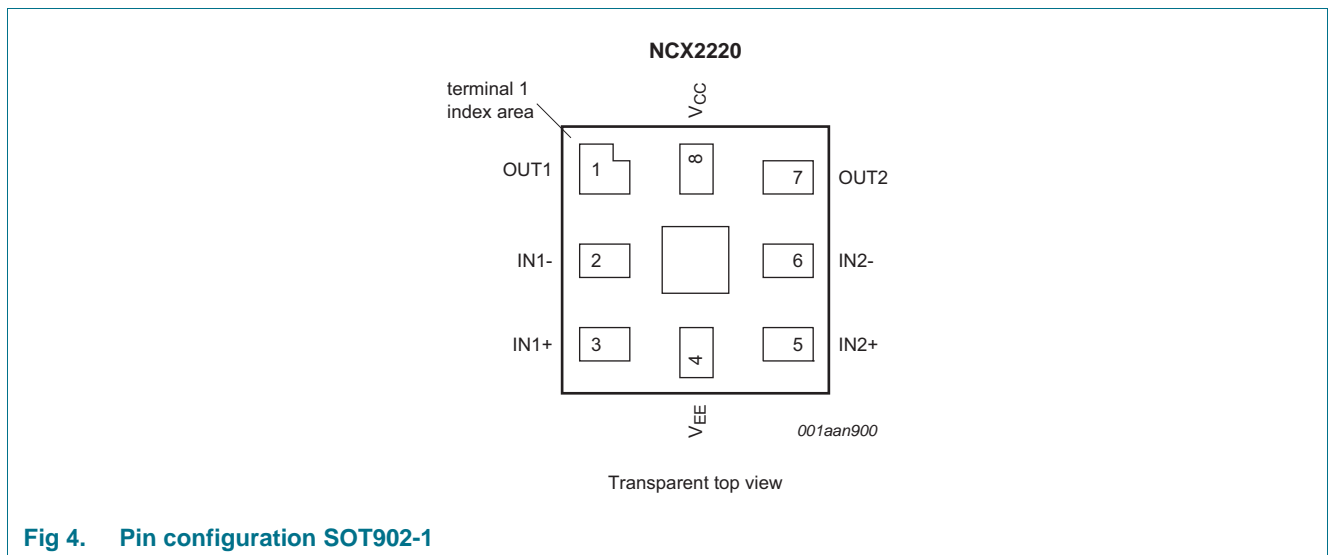 NCX2220
terminal 1
index area
VCC
OUT1 1 8 7 OUT2
IN1- 2 6 IN2-
IN1+ 3 4 5 IN2+
VEE
001aan900
Transparent top view
Fig 4. Pin configuration SOT902-1